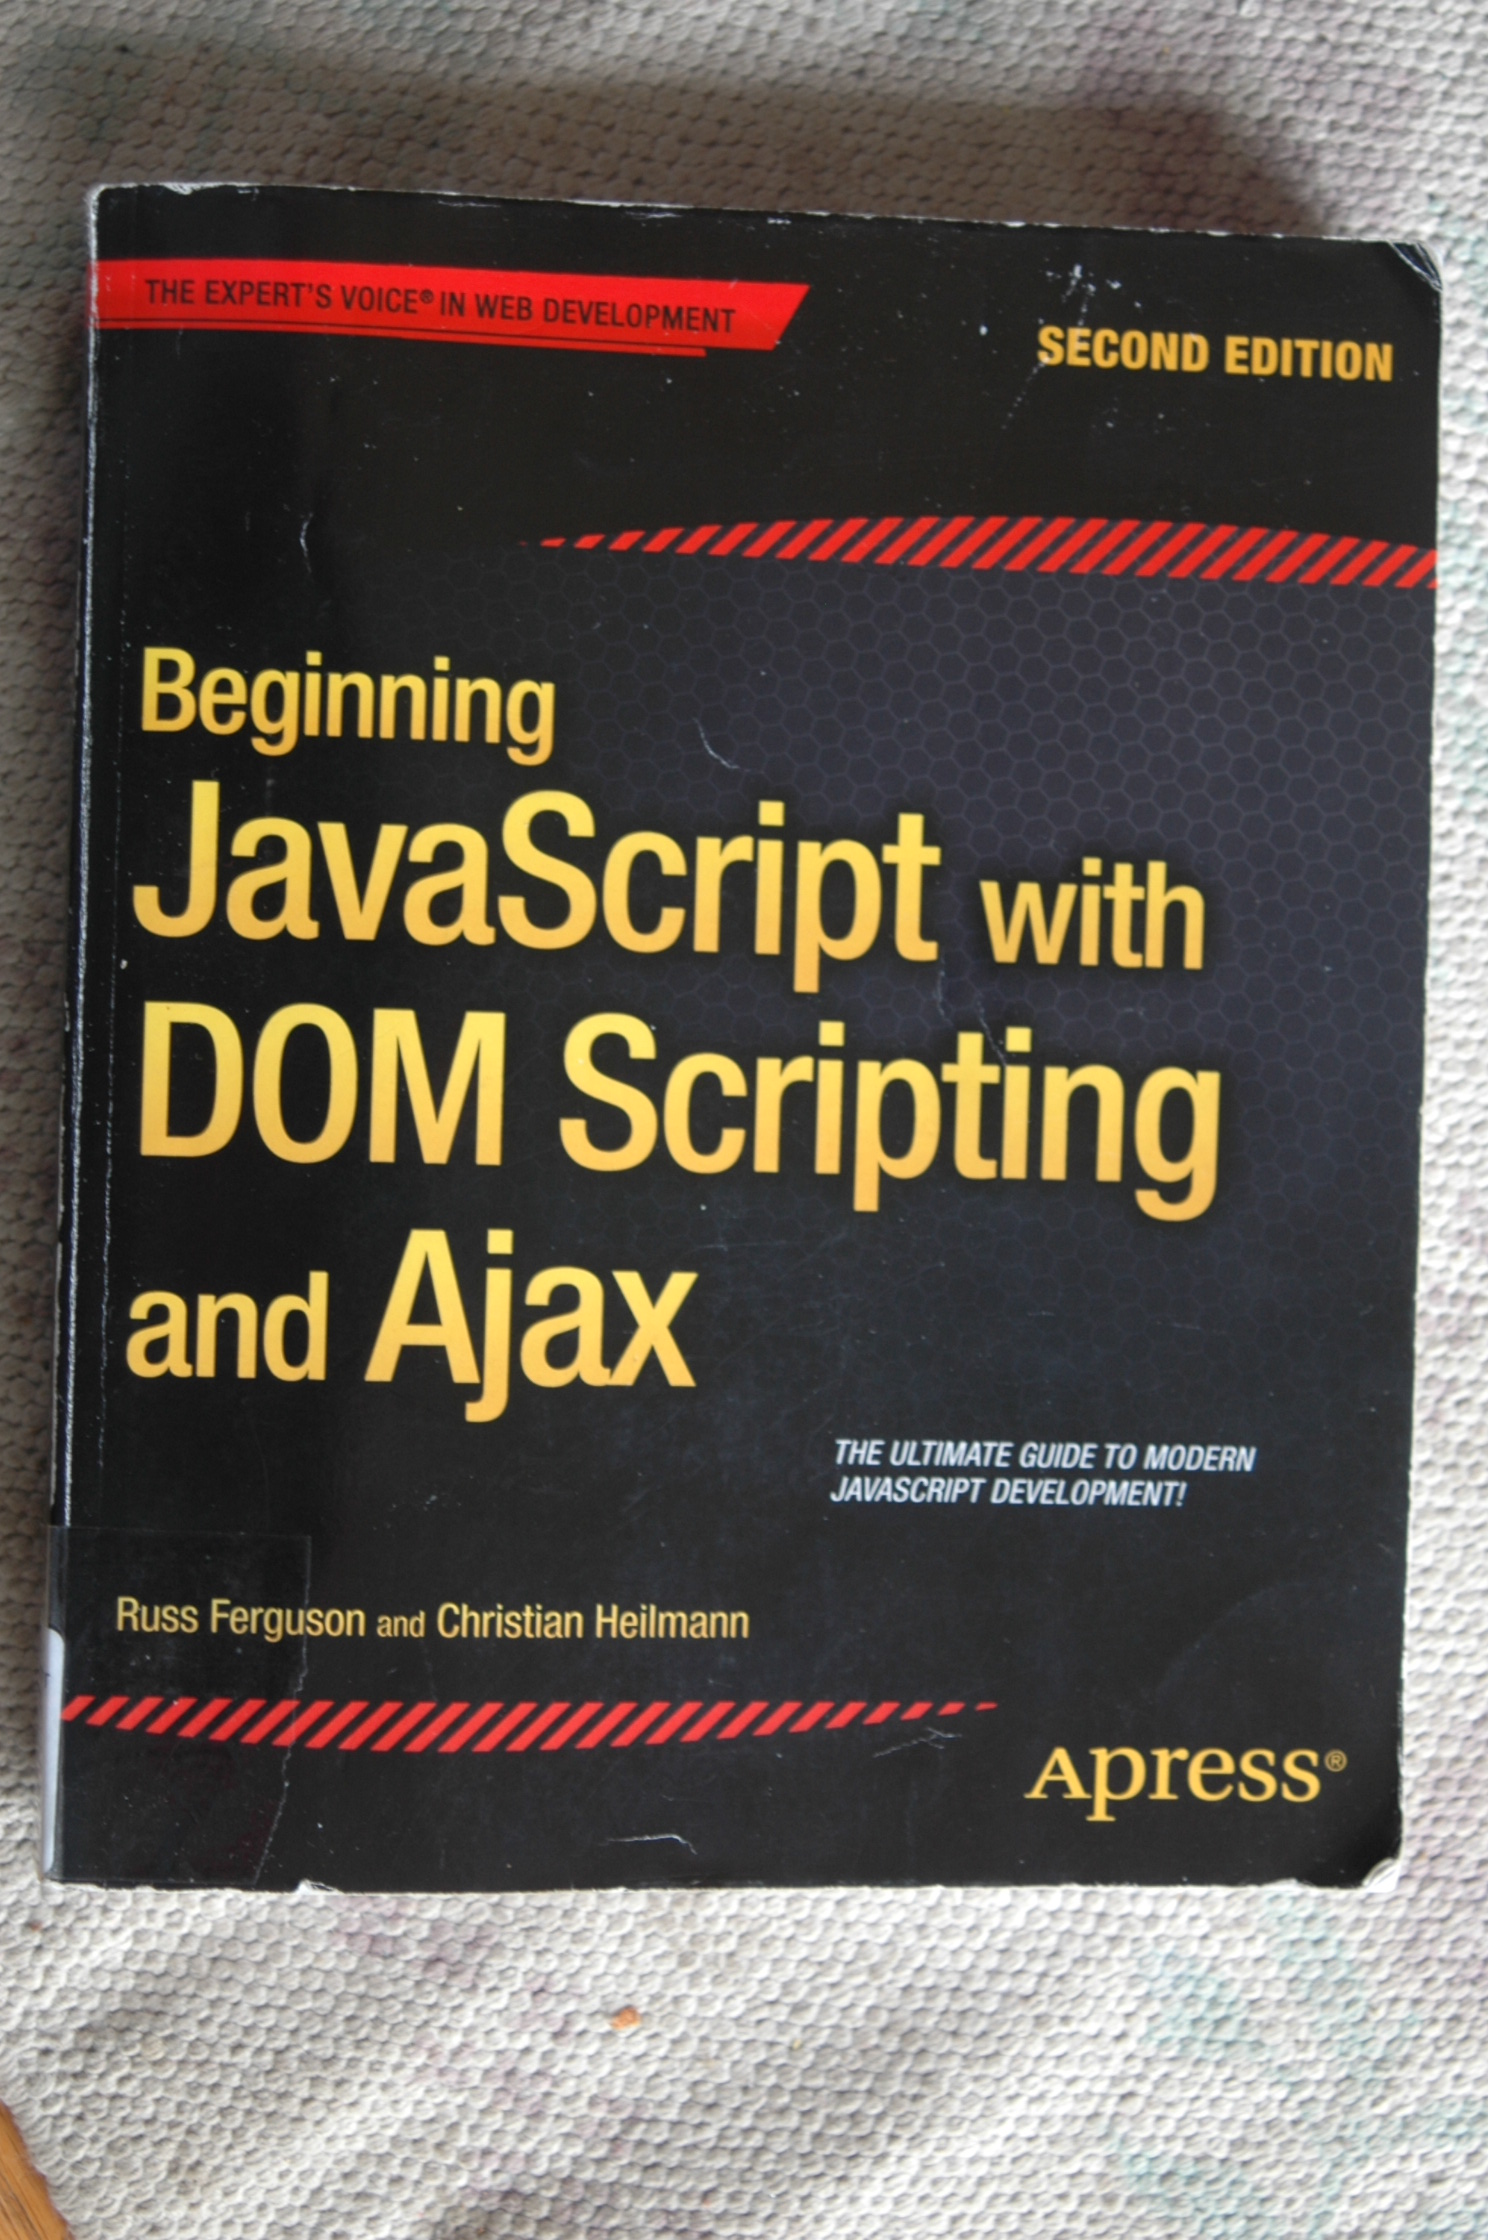 THE EXPERT'S VOICE® IN WEB DEVELOPMENT
SECOND EDITION
Beginning
JavaScript with
DOM Scripting
and Ajax
THE ULTIMATE GUIDE TO MODERN
JAVASCRIPT DEVELOPMENT!
Russ Ferguson and Christian Heilmann
Apress®